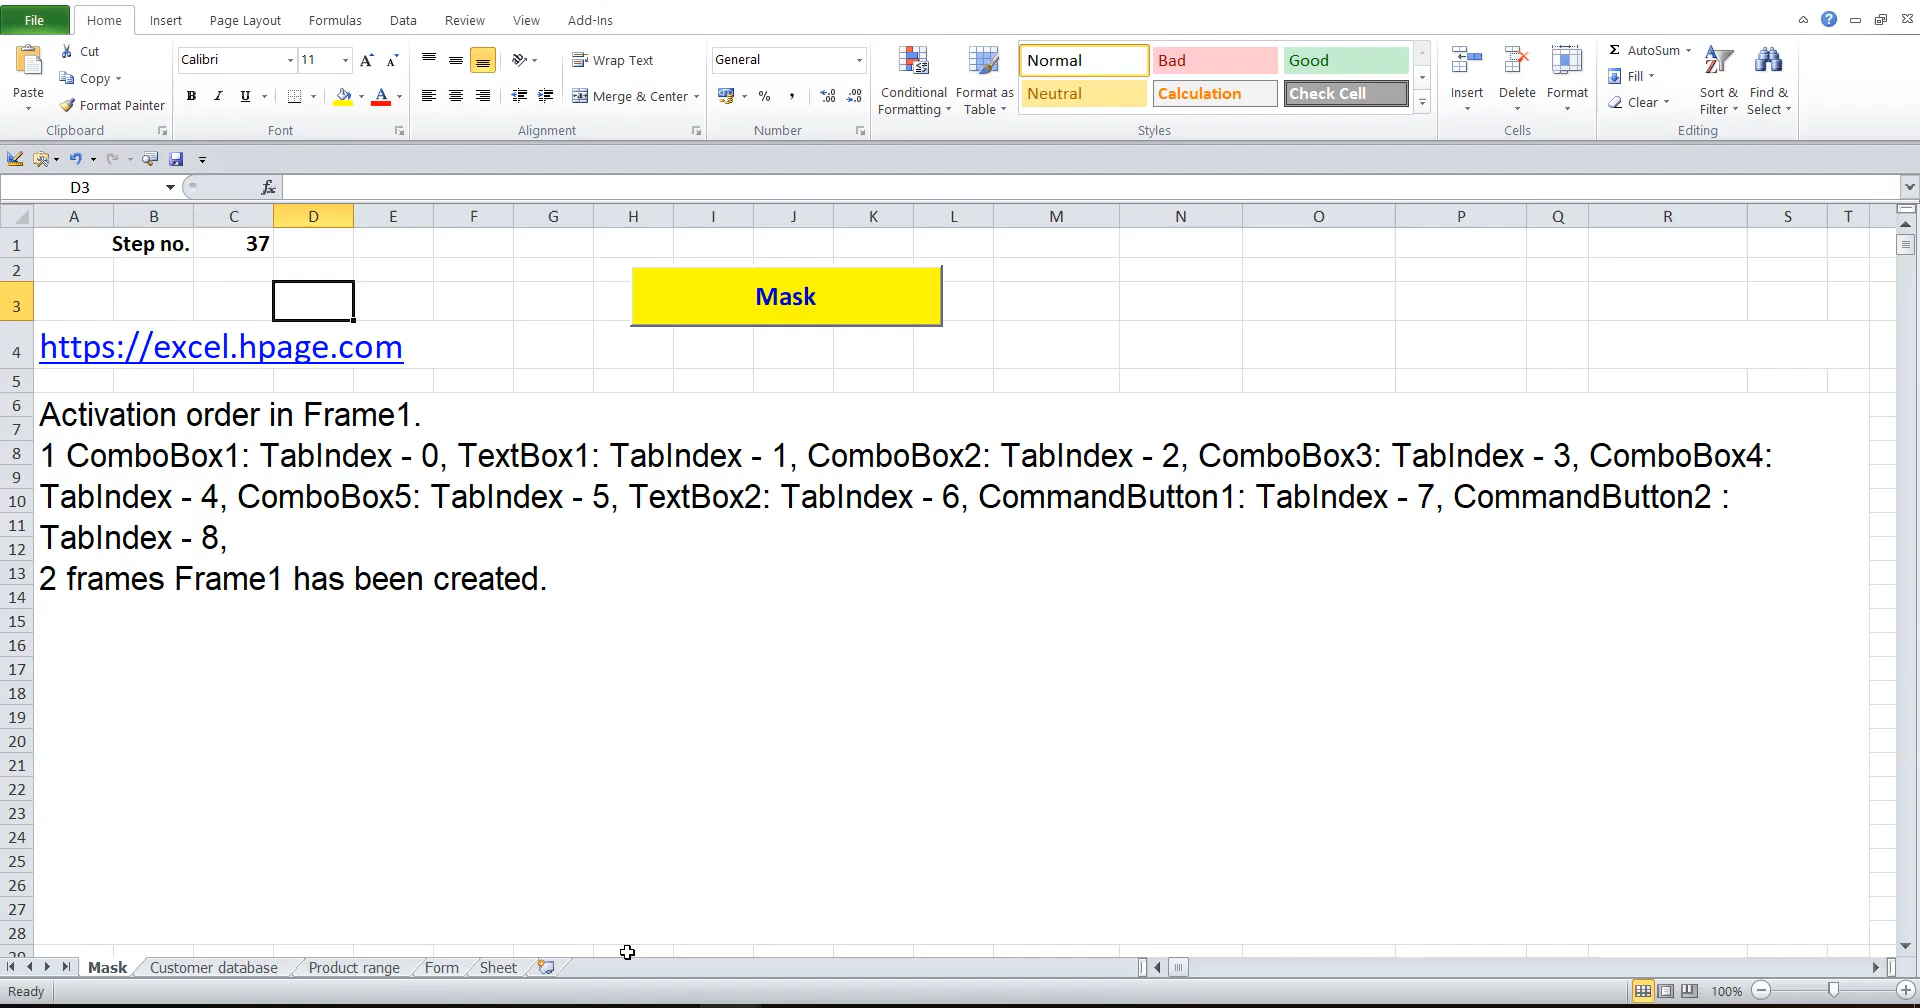 File Home Insert Page Layout Formulas Data Review View Add-Ins
Cut
Copy
Format Painter
Paste
Clipboard
Calibri 11
B I U
Font
Wrap Text
Merge & Center
Alignment
General
%
Number
Conditional Formatting
Format as Table
Normal Bad Good
Neutral Calculation Check Cell
Styles
Insert Delete Format
Cells
Σ AutoSum
Fill
Clear
Sort & Filter
Find & Select
Editing
D3 fx
A B C D E F G H I J K L M N O P Q R S T
1 Step no. 37
2
3 Mask
4 https://excel.hpage.com
5
6
7
8
9
10
11
12
13
14
15
16
17
18
19
20
21
22
23
24
25
26
27
28
29
Activation order in Frame1.
1 ComboBox1: TabIndex - 0, TextBox1: TabIndex - 1, ComboBox2: TabIndex - 2, ComboBox3: TabIndex - 3, ComboBox4:
TabIndex - 4, ComboBox5: TabIndex - 5, TextBox2: TabIndex - 6, CommandButton1: TabIndex - 7, CommandButton2 :
TabIndex - 8,
2 frames Frame1 has been created.
Mask Customer database Product range Form Sheet
Ready 100%